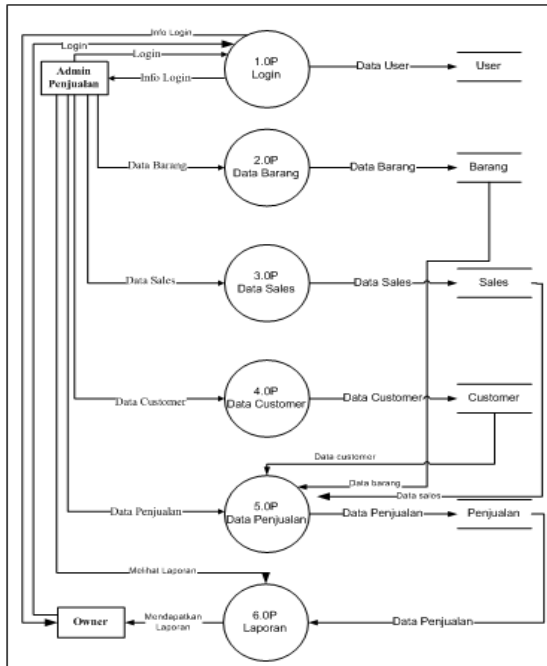 Info Login
Login
Login
Admin
Penjualan
Info Login
1.0P
Login
Data User
User
Data Barang
2.0P
Data Barang
Data Barang
Barang
Data Sales
3.0P
Data Sales
Data Sales
Sales
Data Customer
4.0P
Data Customer
Data Customer
Customer
Data customer
Data barang
Data sales
Data Penjualan
5.0P
Data Penjualan
Data Penjualan
Penjualan
Melihat Laporan
Owner
Mendapatkan
Laporan
6.0P
Laporan
Data Penjualan